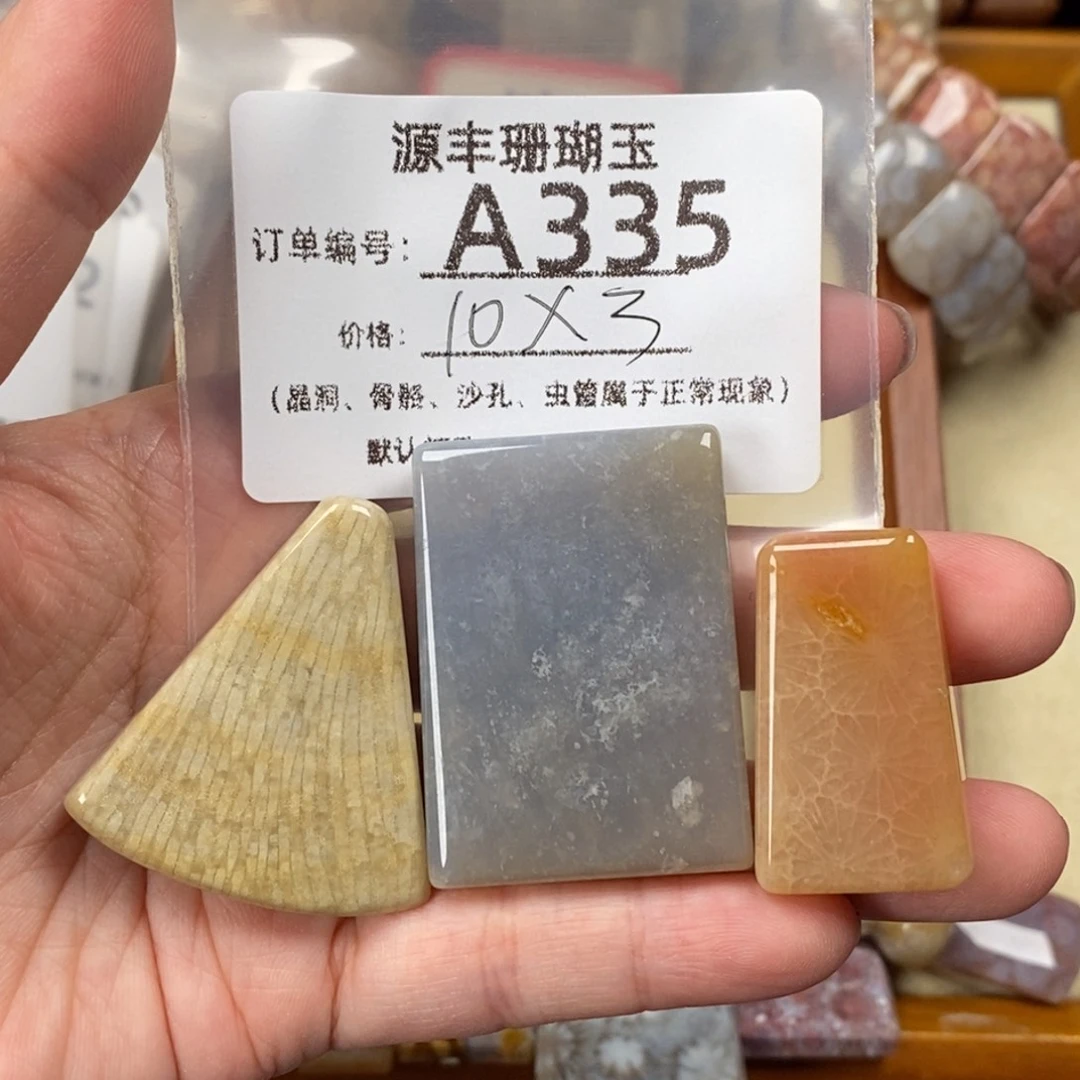 源丰珊瑚玉
订单编号： A335
价格： 10X3
（晶洞、骨骼、沙孔、虫管属于正常现象）
默认